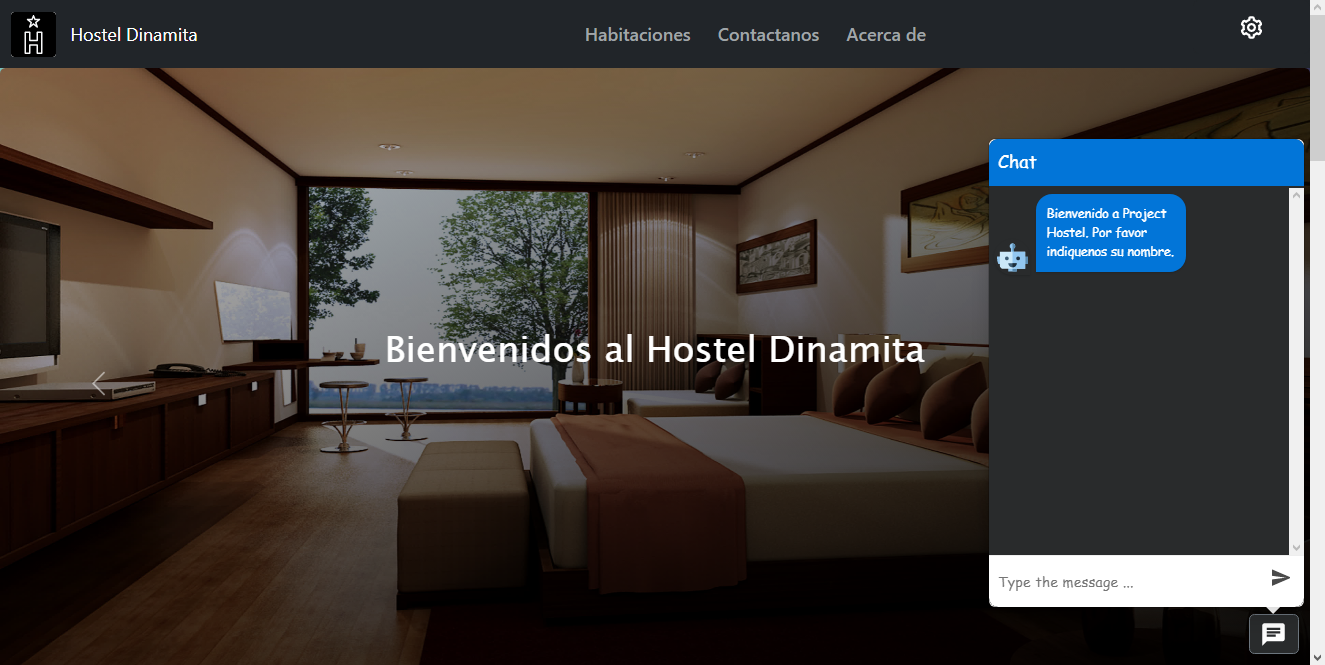 H
Hostel Dinamita
Habitaciones
Contactanos
Acerca de
Chat
Bienvenido a Project
Hostel. Por favor
indiquenos su nombre.
Bienvenidos al Hostel Dinamita
Type the message ...